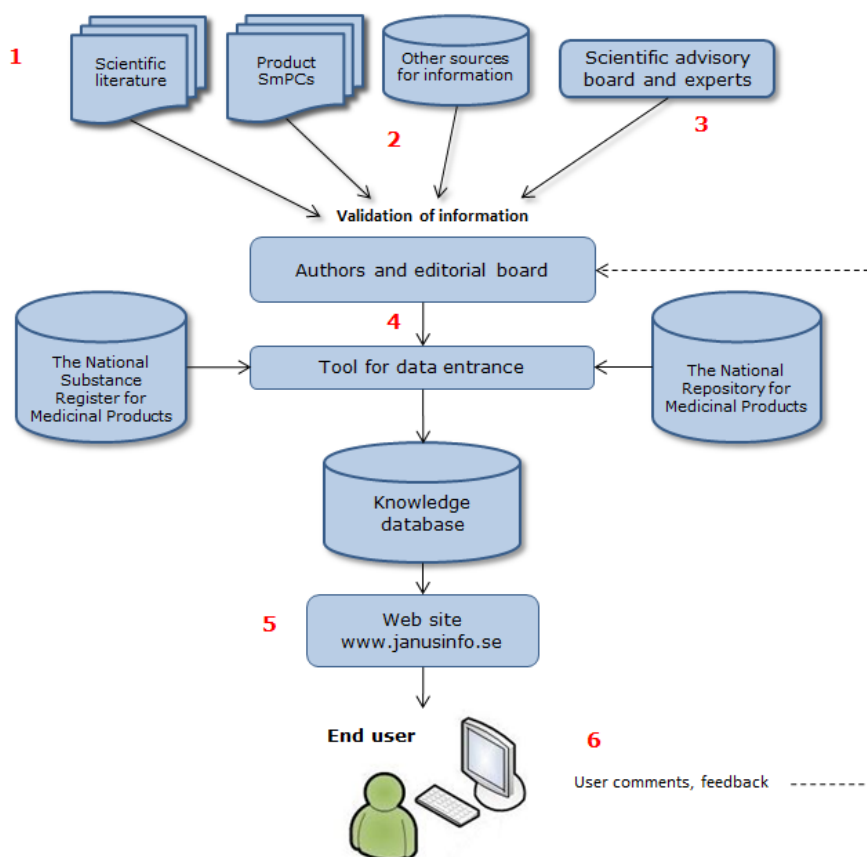 1
Scientific
literature
Product
SmPCs
Other sources
for information
Scientific advisory
board and experts
2
3
Validation of information
Authors and editorial board
4
The National
Substance
Register for
Medicinal Products
Tool for data entrance
The National
Repository for
Medicinal Products
Knowledge
database
5
Web site
www.janusinfo.se
End user
6
User comments, feedback